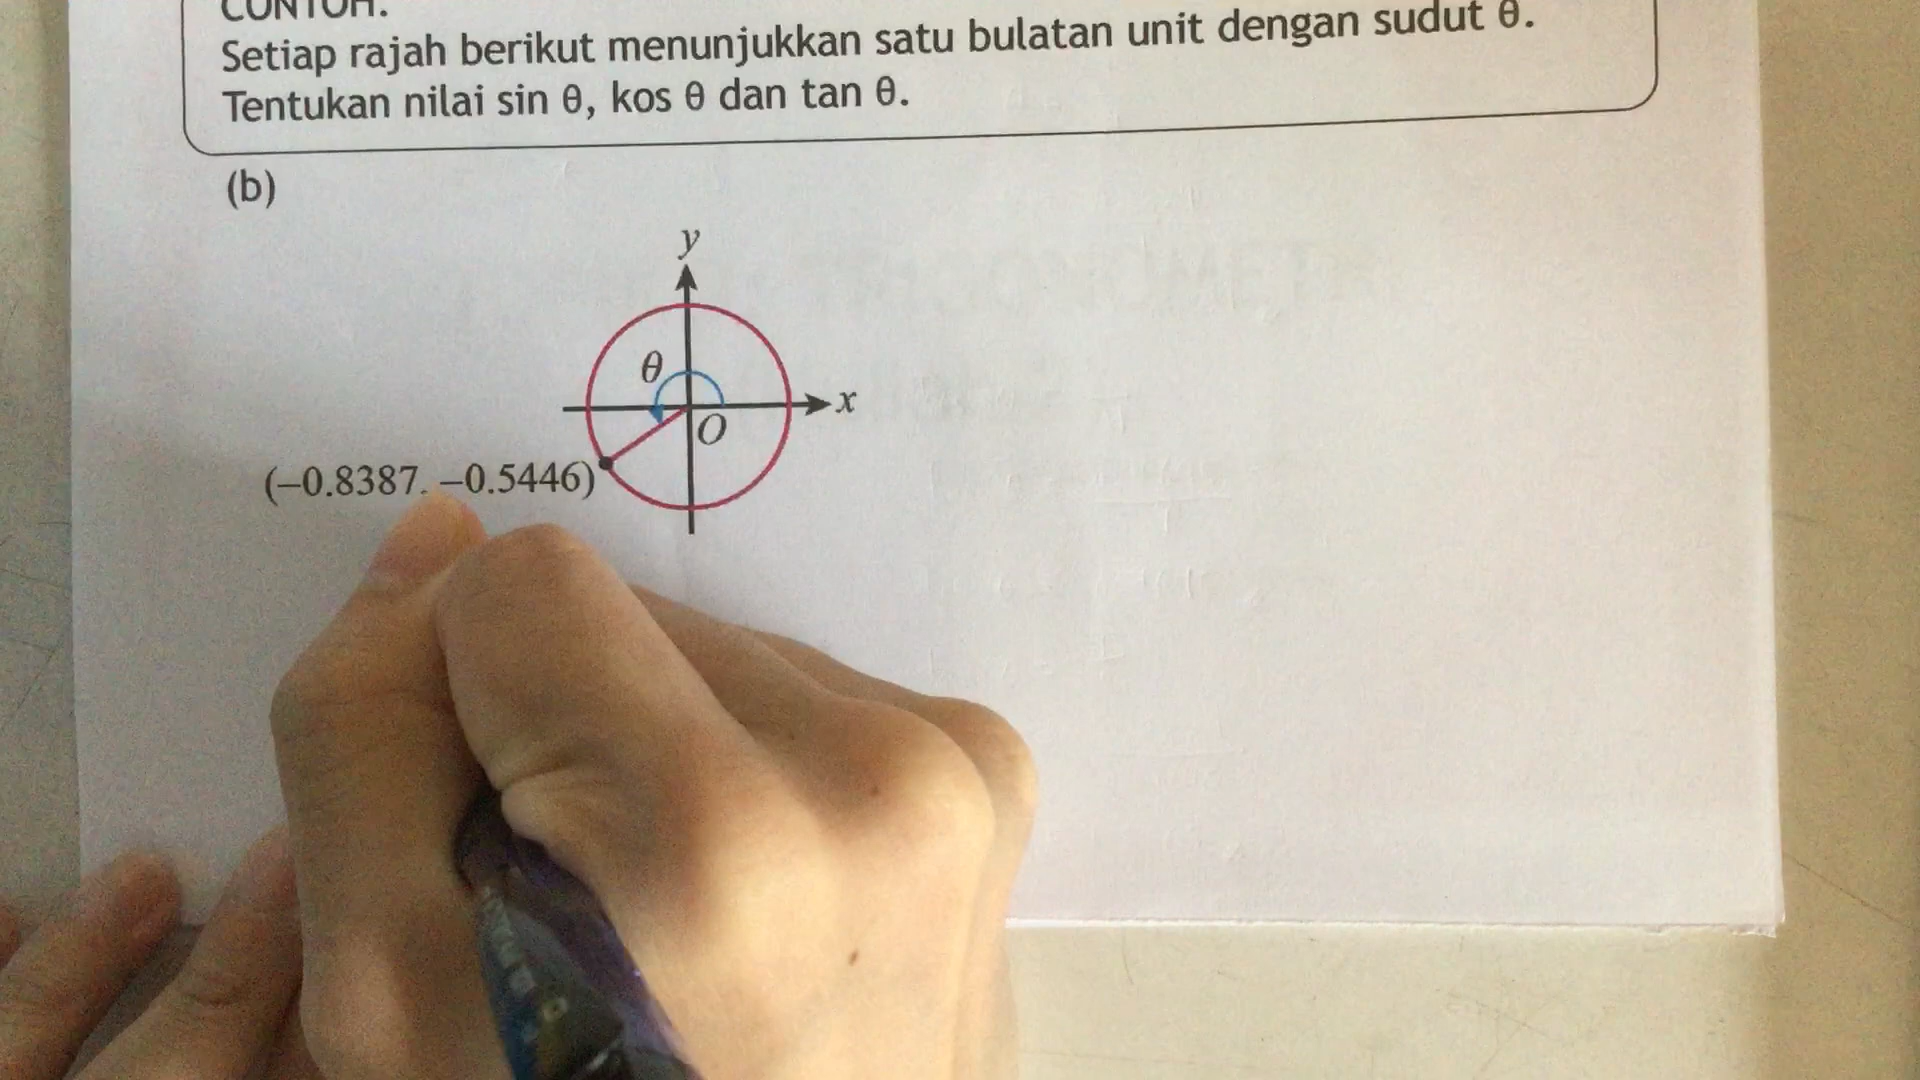 CONTOH:
Setiap rajah berikut menunjukkan satu bulatan unit dengan sudut θ.
Tentukan nilai sin θ, kos θ dan tan θ.
(b)
y
θ
x
O
(−0.8387, −0.5446)